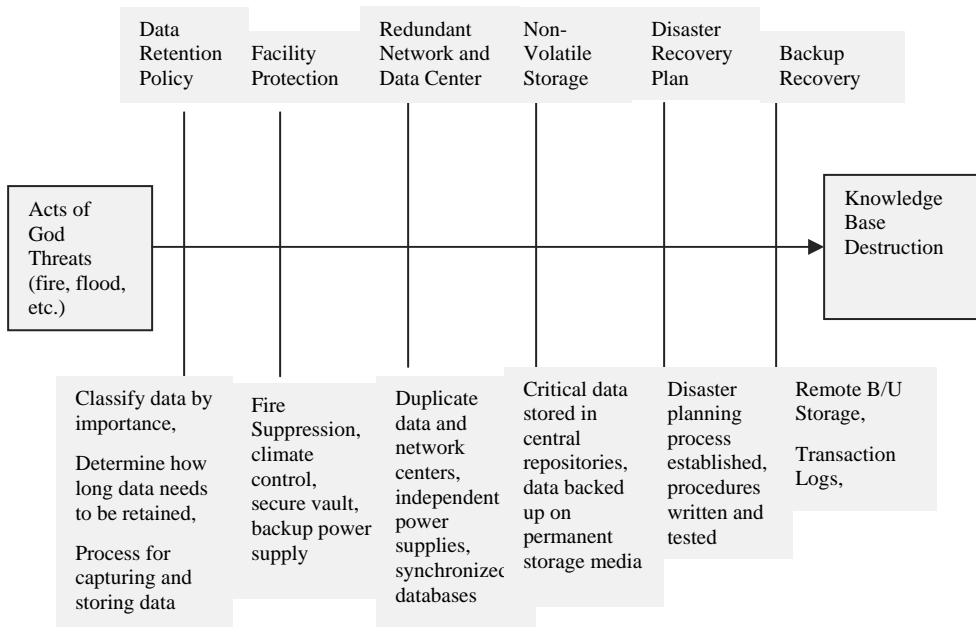 Data
Retention
Policy
Facility
Protection
Redundant
Network and
Data Center
Non-
Volatile
Storage
Disaster
Recovery
Plan
Backup
Recovery
Acts of
God
Threats
(fire, flood,
etc.)
Knowledge
Base
Destruction
Classify data by
importance,
Determine how
long data needs
to be retained,
Process for
capturing and
storing data
Fire
Suppression,
climate
control,
secure vault,
backup power
supply
Duplicate
data and
network
centers,
independent
power
supplies,
synchronized
databases
Critical data
stored in
central
repositories,
data backed
up on
permanent
storage media
Disaster
planning
process
established,
procedures
written and
tested
Remote B/U
Storage,
Transaction
Logs,